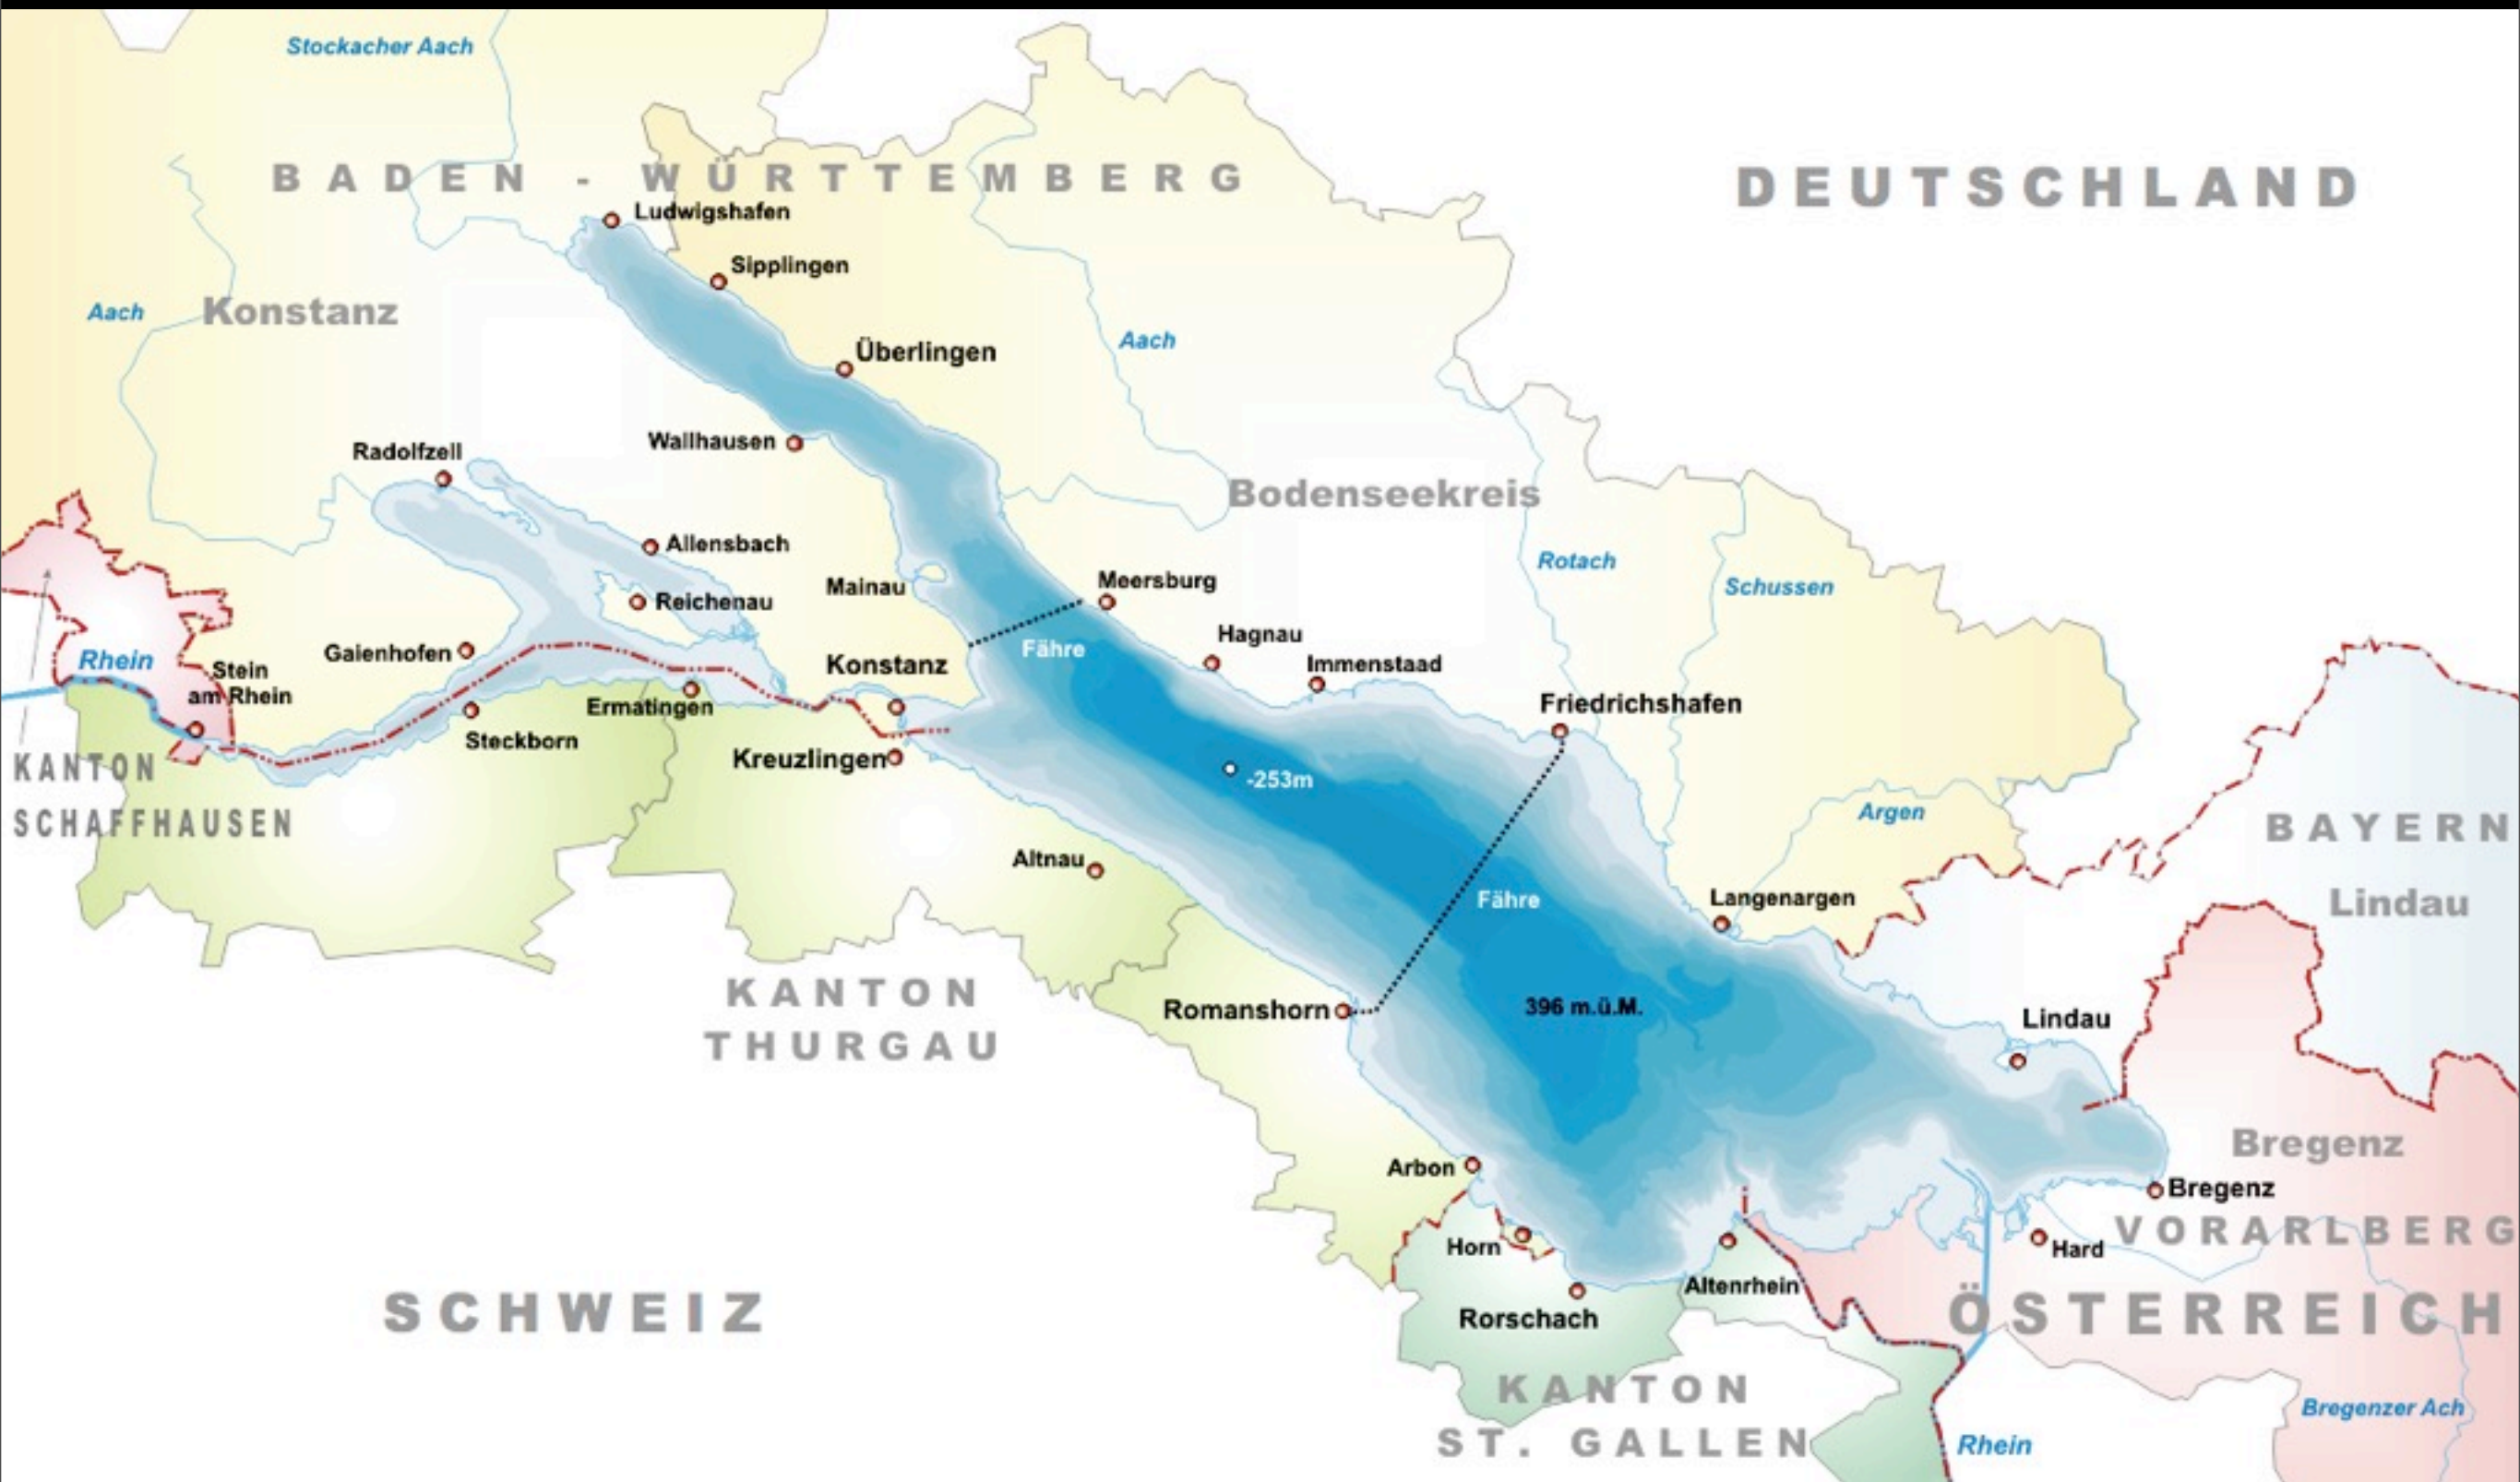 Stockacher Aach
BADEN - WÜRTTEMBERG
DEUTSCHLAND
Ludwigshafen
Sipplingen
Aach
Konstanz
Aach
Überlingen
Wallhausen
Radolfzell
Bodenseekreis
Allensbach
Rotach
Mainau
Meersburg
Schussen
Reichenau
Hagnau
Fähre
Gaienhofen
Rhein
Stein
am Rhein
Konstanz
Immenstaad
Ermatingen
Friedrichshafen
Steckborn
Kreuzlingen
KANTON
SCHAFFHAUSEN
-253m
Argen
BAYERN
Altnau
Fähre
Langenargen
Lindau
KANTON
THURGAU
Romanshorn
396 m.ü.M.
Lindau
Arbon
Bregenz
Bregenz
Horn
Hard
VORARLBERG
Altenrhein
SCHWEIZ
Rorschach
ÖSTERREICH
KANTON
ST. GALLEN
Bregenzer Ach
Rhein